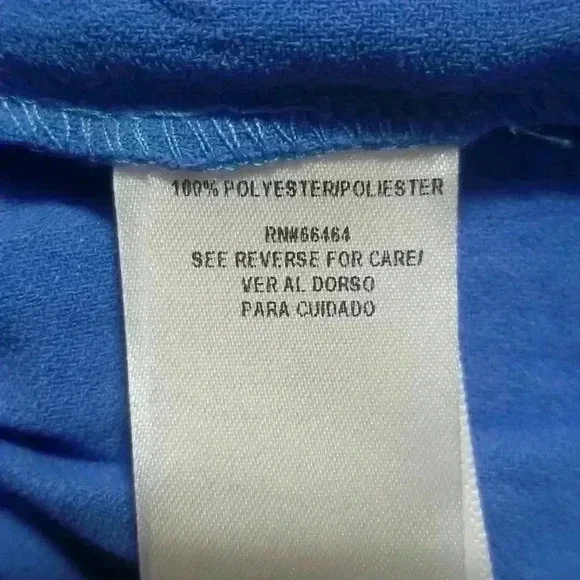 100% POLYESTER/POLIESTER
RN#66464
SEE REVERSE FOR CARE/
VER AL DORSO
PARA CUIDADO